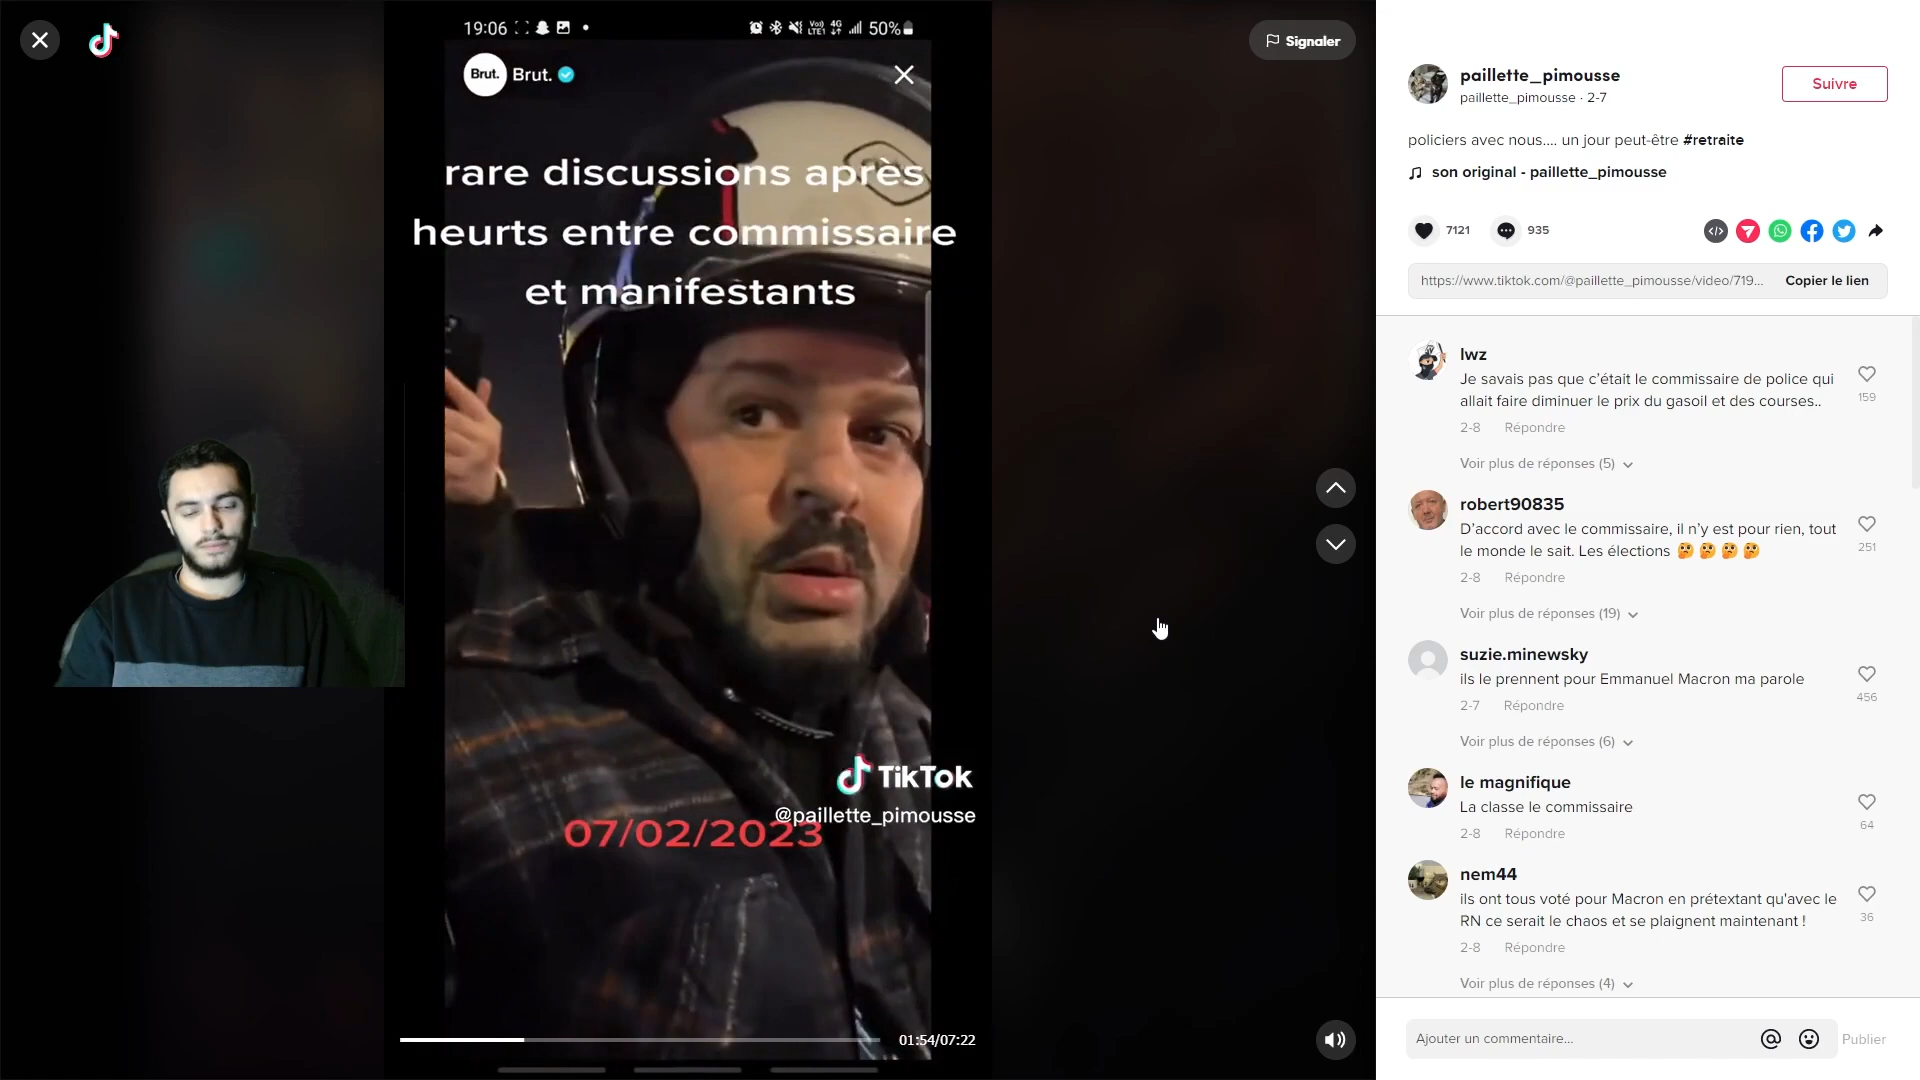 19:06
50%
Signaler
Brut.
Brut.
rare discussions après
heurts entre commissaire
et manifestants
TikTok
@paillette_pimousse
07/02/2023
01:54/07:22
paillette_pimousse
paillette_pimousse · 2-7
Suivre
policiers avec nous.... un jour peut-être #retraite
son original - paillette_pimousse
7121
935
https://www.tiktok.com/@paillette_pimousse/video/719...
Copier le lien
lwz
Je savais pas que c'était le commissaire de police qui
allait faire diminuer le prix du gasoil et des courses..
159
2-8 Répondre
Voir plus de réponses (5)
robert90835
D'accord avec le commissaire, il n'y est pour rien, tout
le monde le sait. Les élections 🤔 🤔 🤔 🤔
251
2-8 Répondre
Voir plus de réponses (19)
suzie.minewsky
ils le prennent pour Emmanuel Macron ma parole
456
2-7 Répondre
Voir plus de réponses (6)
le magnifique
La classe le commissaire
64
2-8 Répondre
nem44
ils ont tous voté pour Macron en prétextant qu'avec le
RN ce serait le chaos et se plaignent maintenant !
36
2-8 Répondre
Voir plus de réponses (4)
Ajouter un commentaire...
Publier